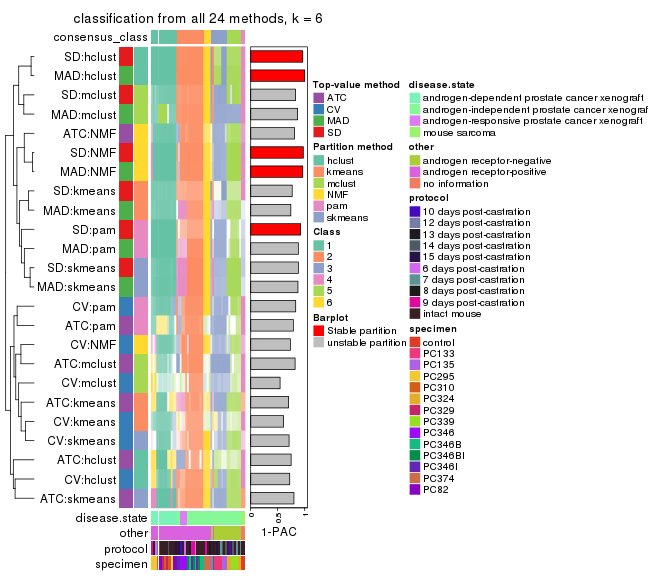 classification from all 24 methods, k = 6
consensus_class
SD:hclust
MAD:hclust
SD:mclust
MAD:mclust
ATC:NMF
SD:NMF
MAD:NMF
SD:kmeans
MAD:kmeans
SD:pam
MAD:pam
SD:skmeans
MAD:skmeans
CV:pam
ATC:pam
CV:NMF
ATC:mclust
CV:mclust
ATC:kmeans
CV:kmeans
CV:skmeans
ATC:hclust
CV:hclust
ATC:skmeans
disease.state
other
protocol
specimen
0
0.5
1
1-PAC
Top-value method
ATC
CV
MAD
SD
Partition method
hclust
kmeans
mclust
NMF
pam
skmeans
Class
1
2
3
4
5
6
Barplot
Stable partition
unstable partition
disease.state
androgen-dependent prostate cancer xenograft
androgen-independent prostate cancer xenograf
androgen-responsive prostate cancer xenograft
mouse sarcoma
other
androgen receptor-negative
androgen receptor-positive
no information
protocol
10 days post-castration
12 days post-castration
13 days post-castration
14 days post-castration
15 days post-castration
6 days post-castration
7 days post-castration
8 days post-castration
9 days post-castration
intact mouse
specimen
control
PC133
PC135
PC295
PC310
PC324
PC329
PC339
PC346
PC346B
PC346BI
PC346I
PC374
PC82